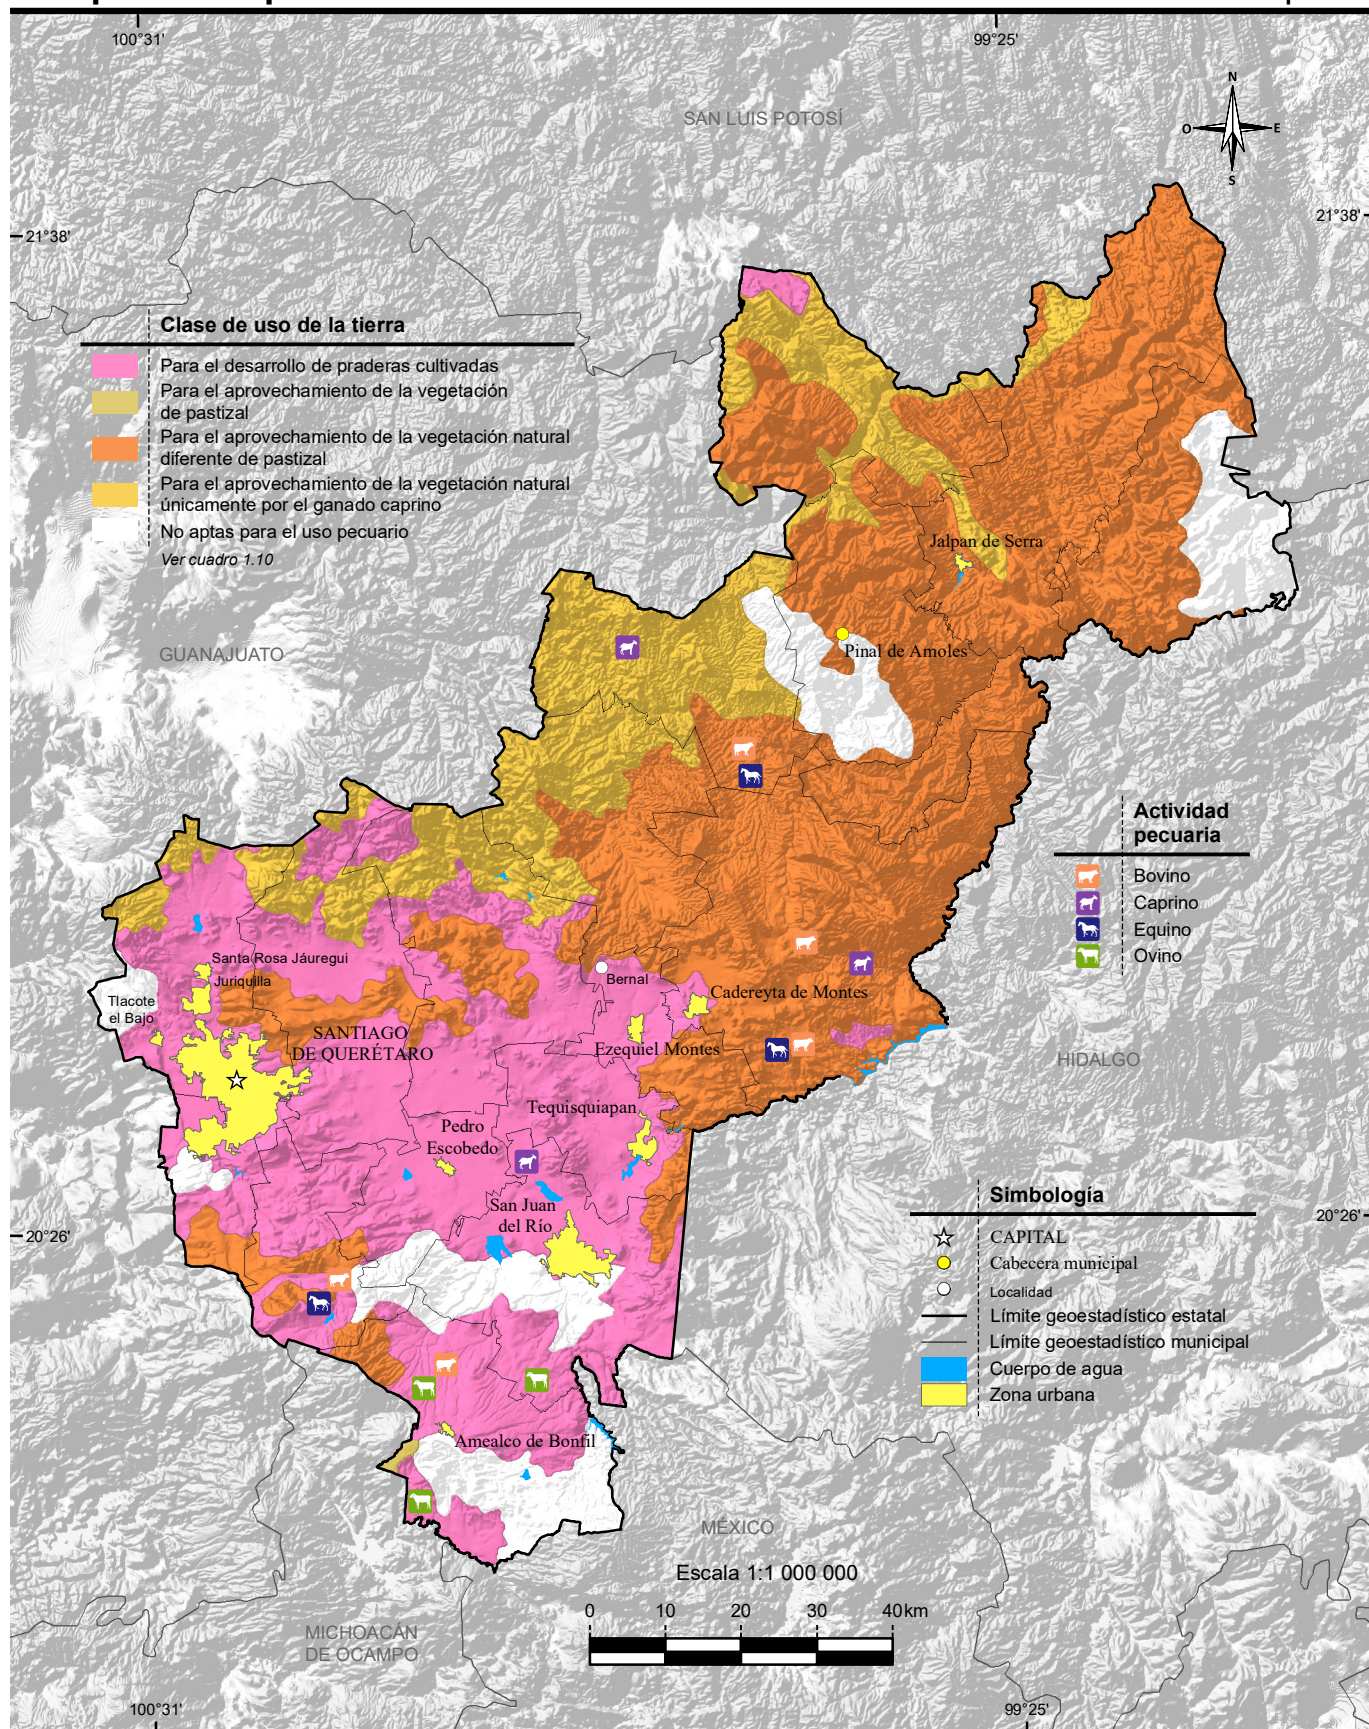 100°31'
99°25'
SAN LUIS POTOSÍ
N
O
E
S
21°38'
21°38'
Clase de uso de la tierra
Para el desarrollo de praderas cultivadas
Para el aprovechamiento de la vegetación
de pastizal
Para el aprovechamiento de la vegetación natural
diferente de pastizal
Para el aprovechamiento de la vegetación natural
únicamente por el ganado caprino
No aptas para el uso pecuario
Ver cuadro 1.10
Jalpan de Serra
GUANAJUATO
Pinal de Amoles
Actividad
pecuaria
Bovino
Caprino
Equino
Ovino
Santa Rosa Jáuregui
Juriquilla
Bernal
Tlacote
el Bajo
Cadereyta de Montes
SANTIAGO
DE QUERÉTARO
Ezequiel Montes
HIDALGO
Tequisquiapan
Pedro
Escobedo
San Juan
del Río
20°26'
20°26'
Simbología
CAPITAL
Cabecera municipal
Localidad
Límite geoestadístico estatal
Límite geoestadístico municipal
Cuerpo de agua
Zona urbana
Amealco de Bonfil
MÉXICO
Escala 1:1 000 000
0 10 20 30 40km
MICHOACÁN
DE OCAMPO
100°31'
99°25'